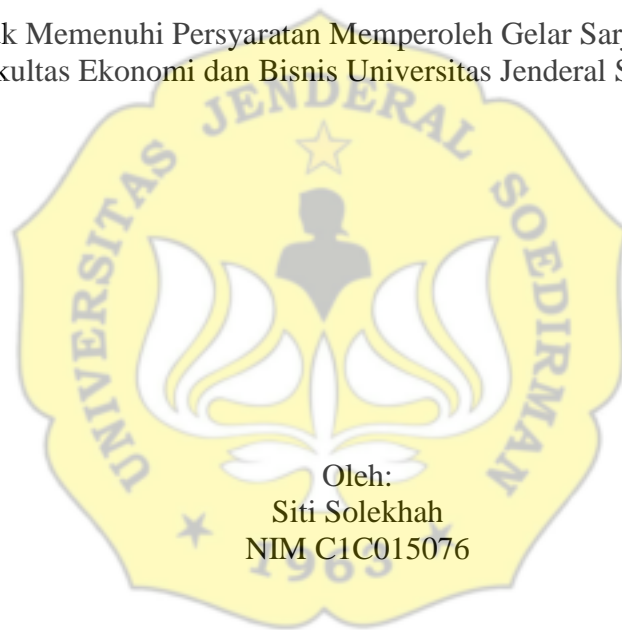 k Memenuhi Persyaratan Memperoleh Gelar Sarj
kultas Ekonomi dan Bisnis Universitas Jenderal S
UNIVERSITAS JENDERAL SOEDIRMAN
Oleh:
Siti Solekhah
NIM C1C015076
1963